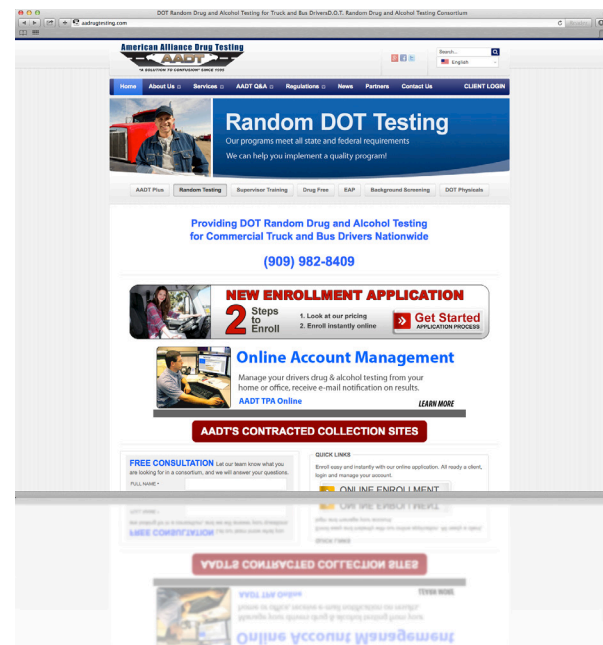 DOT Random Drug and Alcohol Testing for Truck and Bus DriversD.O.T. Random Drug and Alcohol Testing Consortium
aadrugtesting.com
Reader
American Alliance Drug Testing
AADT
"A SOLUTION TO CONFUSION" SINCE 1990
Search...
English
Home About Us Services AADT Q&A Regulations News Partners Contact Us CLIENT LOGIN
Random DOT Testing
Our programs meet all state and federal requirements
We can help you implement a quality program!
AADT Plus Random Testing Supervisor Training Drug Free EAP Background Screening DOT Physicals
Providing DOT Random Drug and Alcohol Testing
for Commercial Truck and Bus Drivers Nationwide
(909) 982-8409
NEW ENROLLMENT APPLICATION
2 Steps to Enroll
1. Look at our pricing
2. Enroll instantly online
Get Started
APPLICATION PROCESS
Online Account Management
Manage your drivers drug & alcohol testing from your
home or office, receive e-mail notification on results.
AADT TPA Online LEARN MORE
AADT'S CONTRACTED COLLECTION SITES
FREE CONSULTATION Let our team know what you
are looking for in a consortium, and we will answer your questions.
FULL NAME *
QUICK LINKS
Enroll easy and instantly with our online application. All ready a client,
login and manage your account.
ONLINE ENROLLMENT